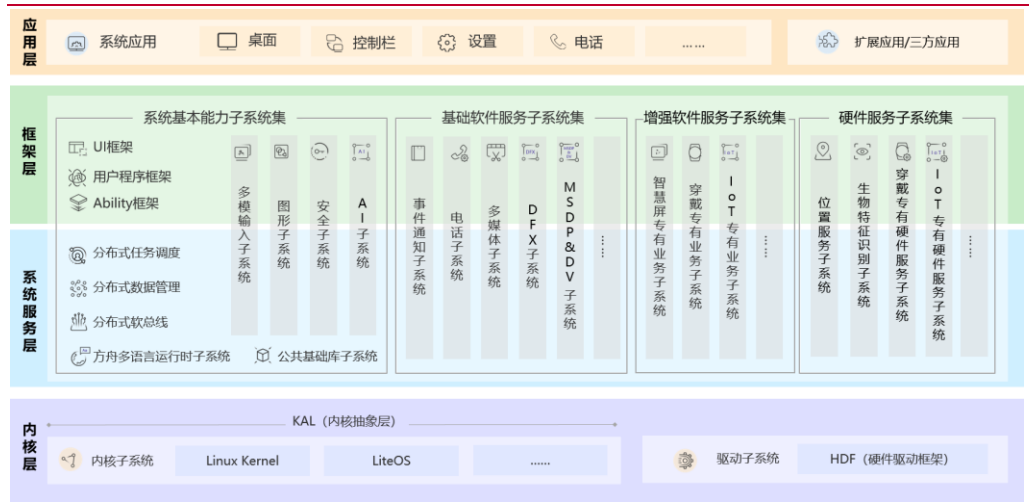 应用层
系统应用
桌面
控制栏
设置
电话
……
扩展应用/三方应用
框架层
系统服务层
系统基本能力子系统集
UI框架
用户程序框架
Ability框架
分布式任务调度
分布式数据管理
分布式软总线
方舟多语言运行时子系统
公共基础库子系统
多模输入子系统
图形子系统
安全子系统
AI子系统
基础软件服务子系统集
事件通知子系统
电话子系统
多媒体子系统
DFX子系统
MSDP&DV子系统
……
增强软件服务子系统集
智慧屏专有业务子系统
穿戴专有业务子系统
IoT专有业务子系统
……
硬件服务子系统集
位置服务子系统
生物特征识别子系统
穿戴专有硬件服务子系统
IoT专有硬件服务子系统
……
内核层
KAL（内核抽象层）
内核子系统
Linux Kernel
LiteOS
……
驱动子系统
HDF（硬件驱动框架）